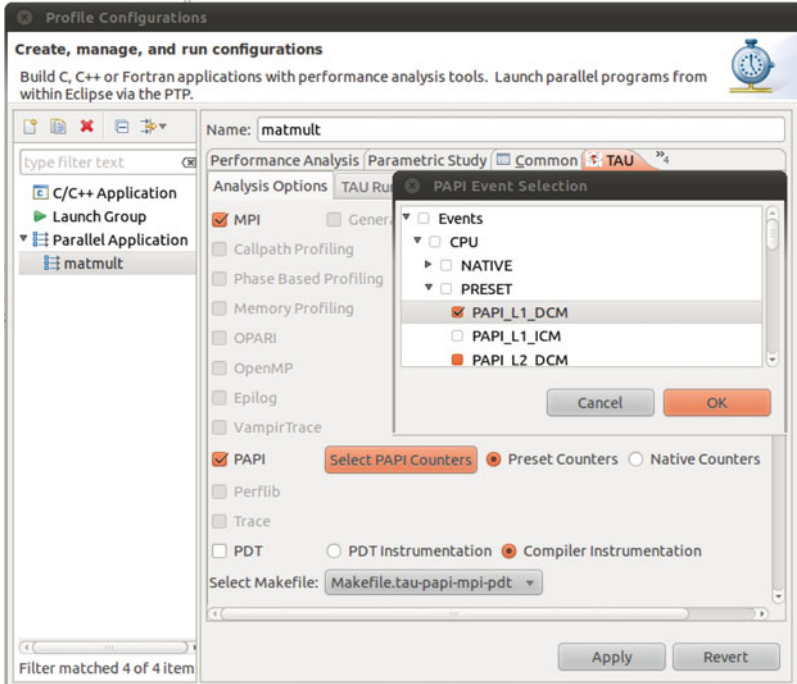 Profile Configurations
Create, manage, and run configurations
Build C, C++ or Fortran applications with performance analysis tools. Launch parallel programs from
within Eclipse via the PTP.
type filter text
C/C++ Application
Launch Group
Parallel Application
matmult
Filter matched 4 of 4 item
Name: matmult
Performance Analysis Parametric Study Common TAU »4
Analysis Options TAU Ru
MPI Gener
Callpath Profiling
Phase Based Profiling
Memory Profiling
OPARI
OpenMP
Epilog
VampirTrace
PAPI Select PAPI Counters Preset Counters Native Counters
Perflib
Trace
PDT PDT Instrumentation Compiler Instrumentation
Select Makefile: Makefile.tau-papi-mpi-pdt
Apply Revert
PAPI Event Selection
Events
CPU
NATIVE
PRESET
PAPI_L1_DCM
PAPI_L1_ICM
PAPI_L2_DCM
Cancel OK